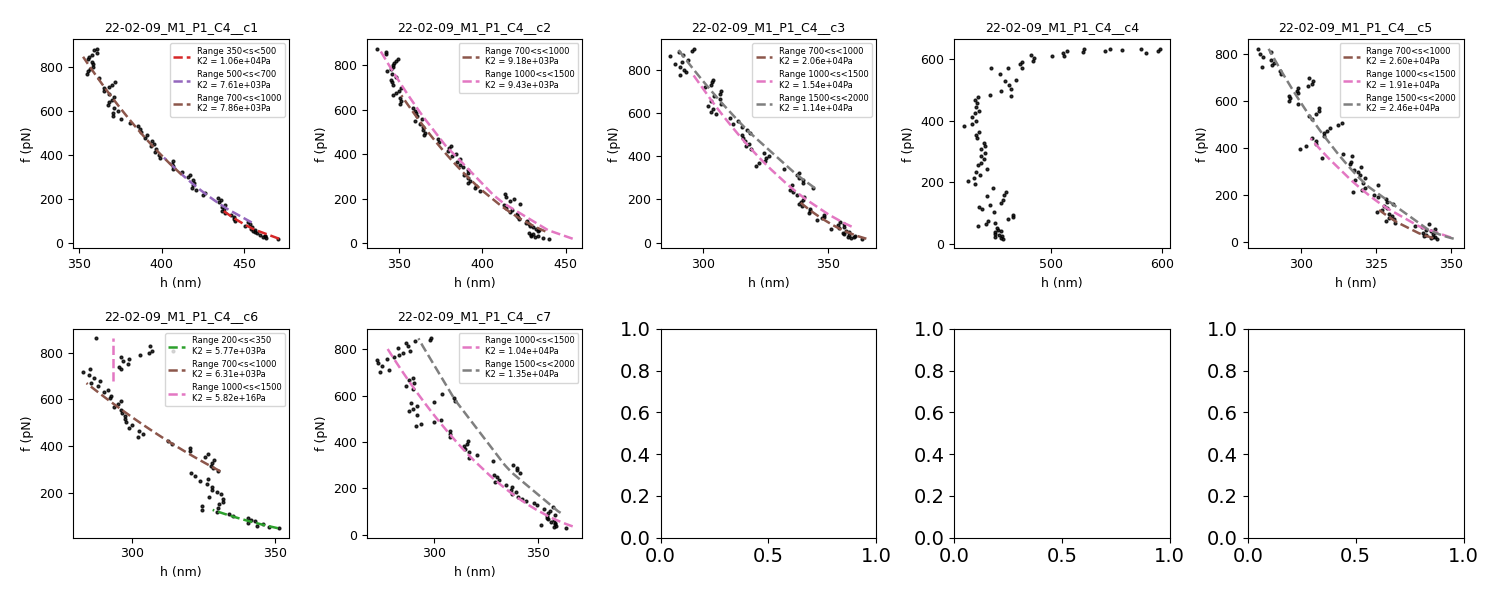 22-02-09_M1_P1_C4__c1
f (pN)
800
600
400
200
0
350
400
450
h (nm)
Range 350<s<500
K2 = 1.06e+04Pa
Range 500<s<700
K2 = 7.61e+03Pa
Range 700<s<1000
K2 = 7.86e+03Pa
22-02-09_M1_P1_C4__c2
f (pN)
800
600
400
200
0
350
400
450
h (nm)
Range 700<s<1000
K2 = 9.18e+03Pa
Range 1000<s<1500
K2 = 9.43e+03Pa
22-02-09_M1_P1_C4__c3
f (pN)
800
600
400
200
0
300
350
h (nm)
Range 700<s<1000
K2 = 2.06e+04Pa
Range 1000<s<1500
K2 = 1.54e+04Pa
Range 1500<s<2000
K2 = 1.14e+04Pa
22-02-09_M1_P1_C4__c4
f (pN)
600
400
200
0
500
600
h (nm)
22-02-09_M1_P1_C4__c5
f (pN)
800
600
400
200
0
300
325
350
h (nm)
Range 700<s<1000
K2 = 2.60e+04Pa
Range 1000<s<1500
K2 = 1.91e+04Pa
Range 1500<s<2000
K2 = 2.46e+04Pa
22-02-09_M1_P1_C4__c6
f (pN)
800
600
400
200
300
350
h (nm)
Range 200<s<350
K2 = 5.77e+03Pa
Range 700<s<1000
K2 = 6.31e+03Pa
Range 1000<s<1500
K2 = 5.82e+16Pa
22-02-09_M1_P1_C4__c7
f (pN)
800
600
400
200
0
300
350
h (nm)
Range 1000<s<1500
K2 = 1.04e+04Pa
Range 1500<s<2000
K2 = 1.35e+04Pa
1.0
0.8
0.6
0.4
0.2
0.0
0.0
0.5
1.0
1.0
0.8
0.6
0.4
0.2
0.0
0.0
0.5
1.0
1.0
0.8
0.6
0.4
0.2
0.0
0.0
0.5
1.0